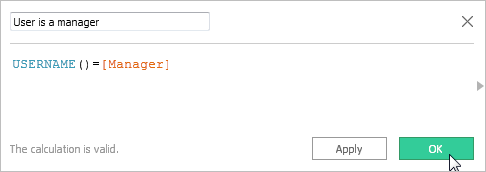 User is a manager
USERNAME()=[Manager]
The calculation is valid.
Apply
OK